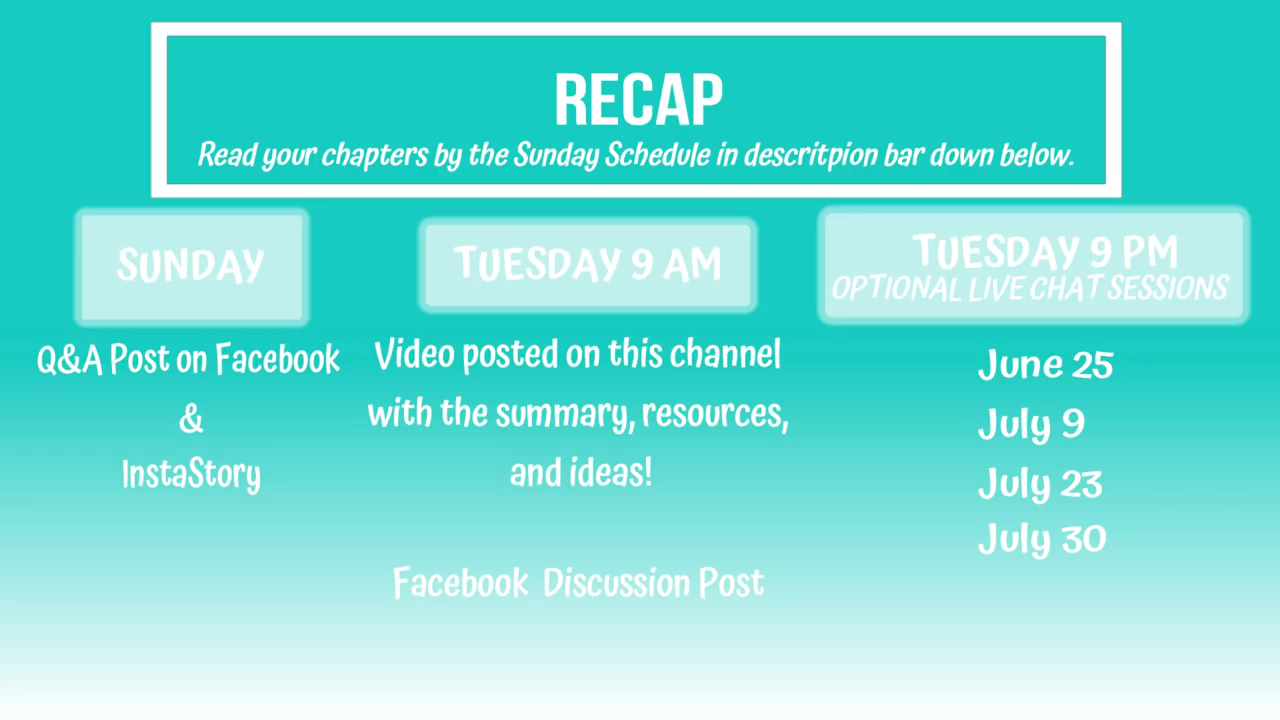 RECAP
Read your chapters by the Sunday Schedule in descritpion bar down below.
SUNDAY
Q&A Post on Facebook
&
InstaStory
TUESDAY 9 AM
Video posted on this channel
with the summary, resources,
and ideas!
Facebook Discussion Post
TUESDAY 9 PM
OPTIONAL LIVE CHAT SESSIONS
June 25
July 9
July 23
July 30